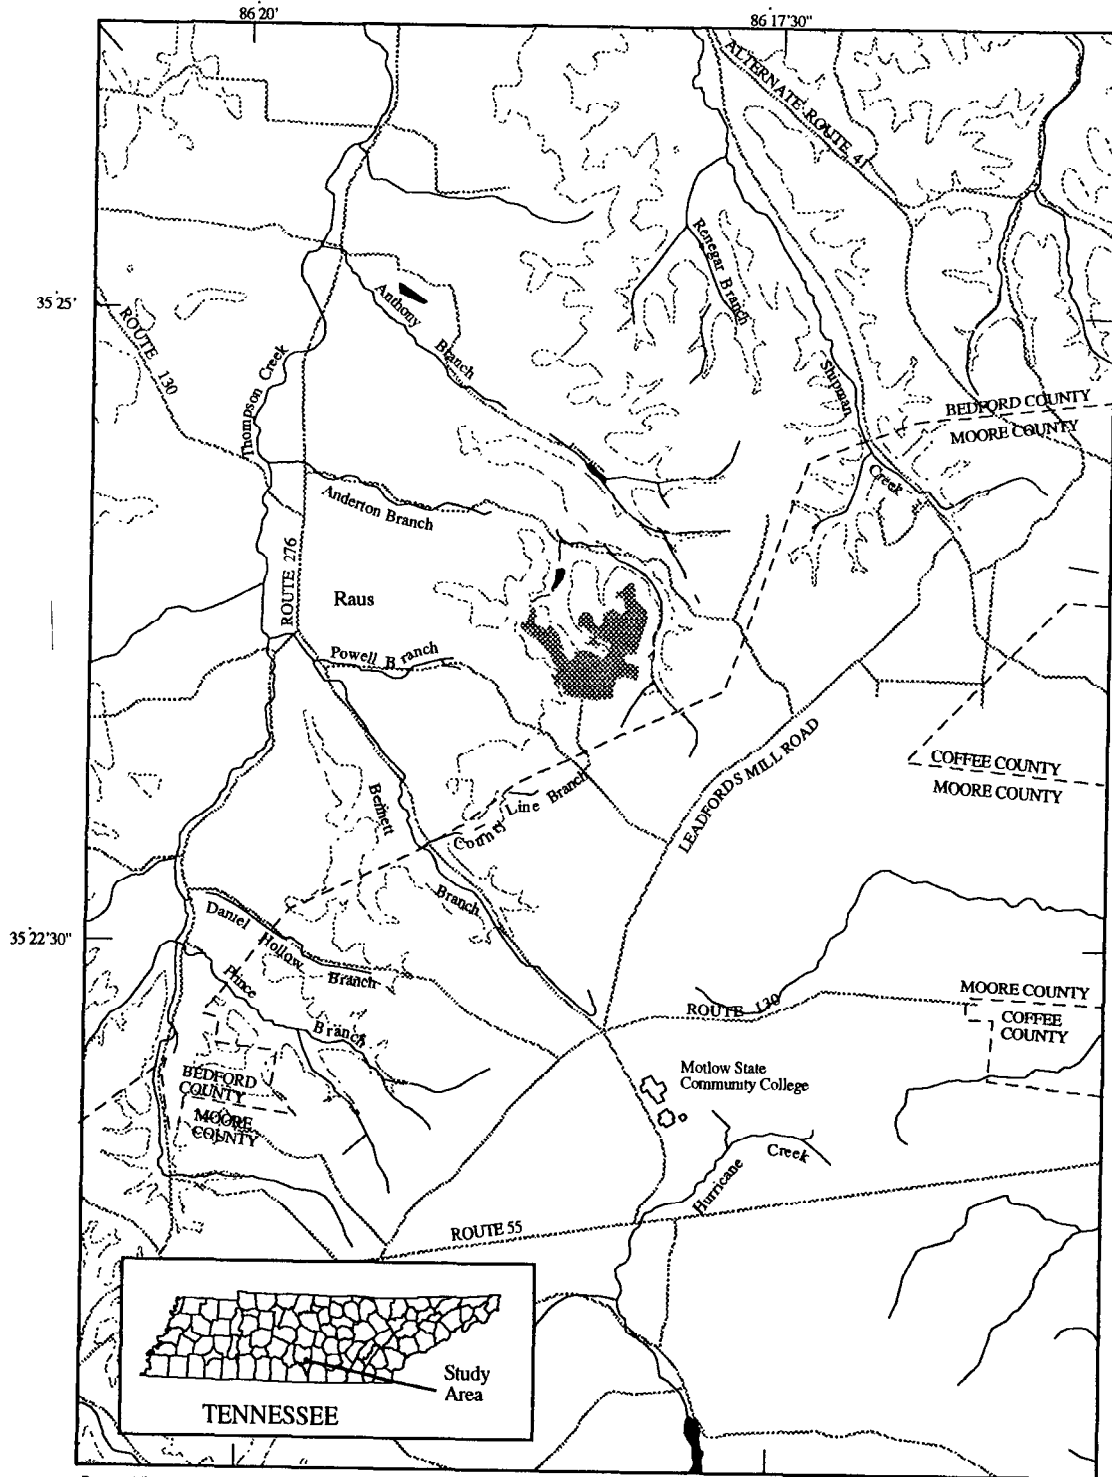 86 20'
86 17'30"
ALTERNATE ROUTE 41
Renegar Branch
35 25'
Anthony Branch
ROUTE 130
Thompson Creek
Shipman Creek
BEDFORD COUNTY
MOORE COUNTY
Anderton Branch
ROUTE 276
Raus
Powell Branch
COFFEE COUNTY
MOORE COUNTY
LEADFORDS MILL ROAD
County Line Branch
Bennett Branch
Daniel Hollow Branch
35 22'30"
Prince Branch
MOORE COUNTY
COFFEE
COUNTY
ROUTE 130
Motlow State
Community College
BEDFORD
COUNTY
MOORE
COUNTY
Hurricane Creek
ROUTE 55
Study
Area
TENNESSEE